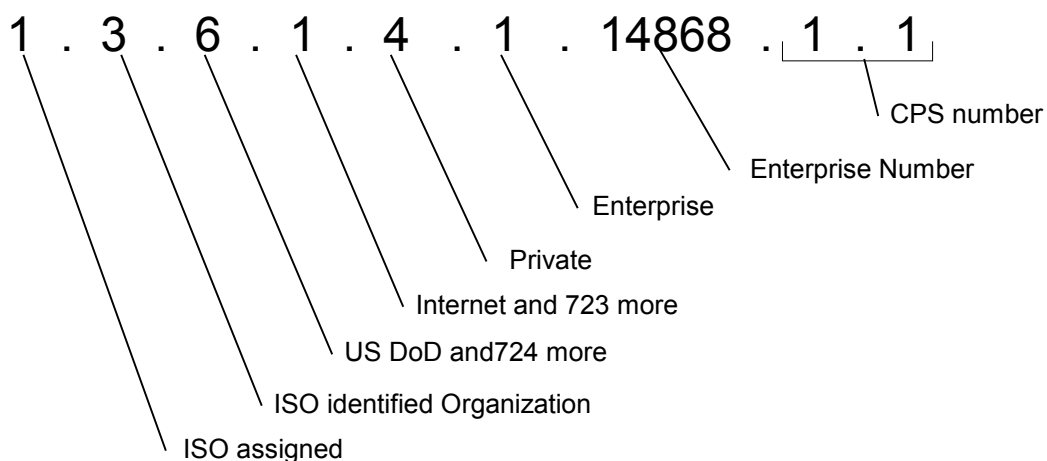 1 . 3 . 6 . 1 . 4 . 1 . 14868 . 1 . 1
CPS number
Enterprise Number
Enterprise
Private
Internet and 723 more
US DoD and724 more
ISO identified Organization
ISO assigned